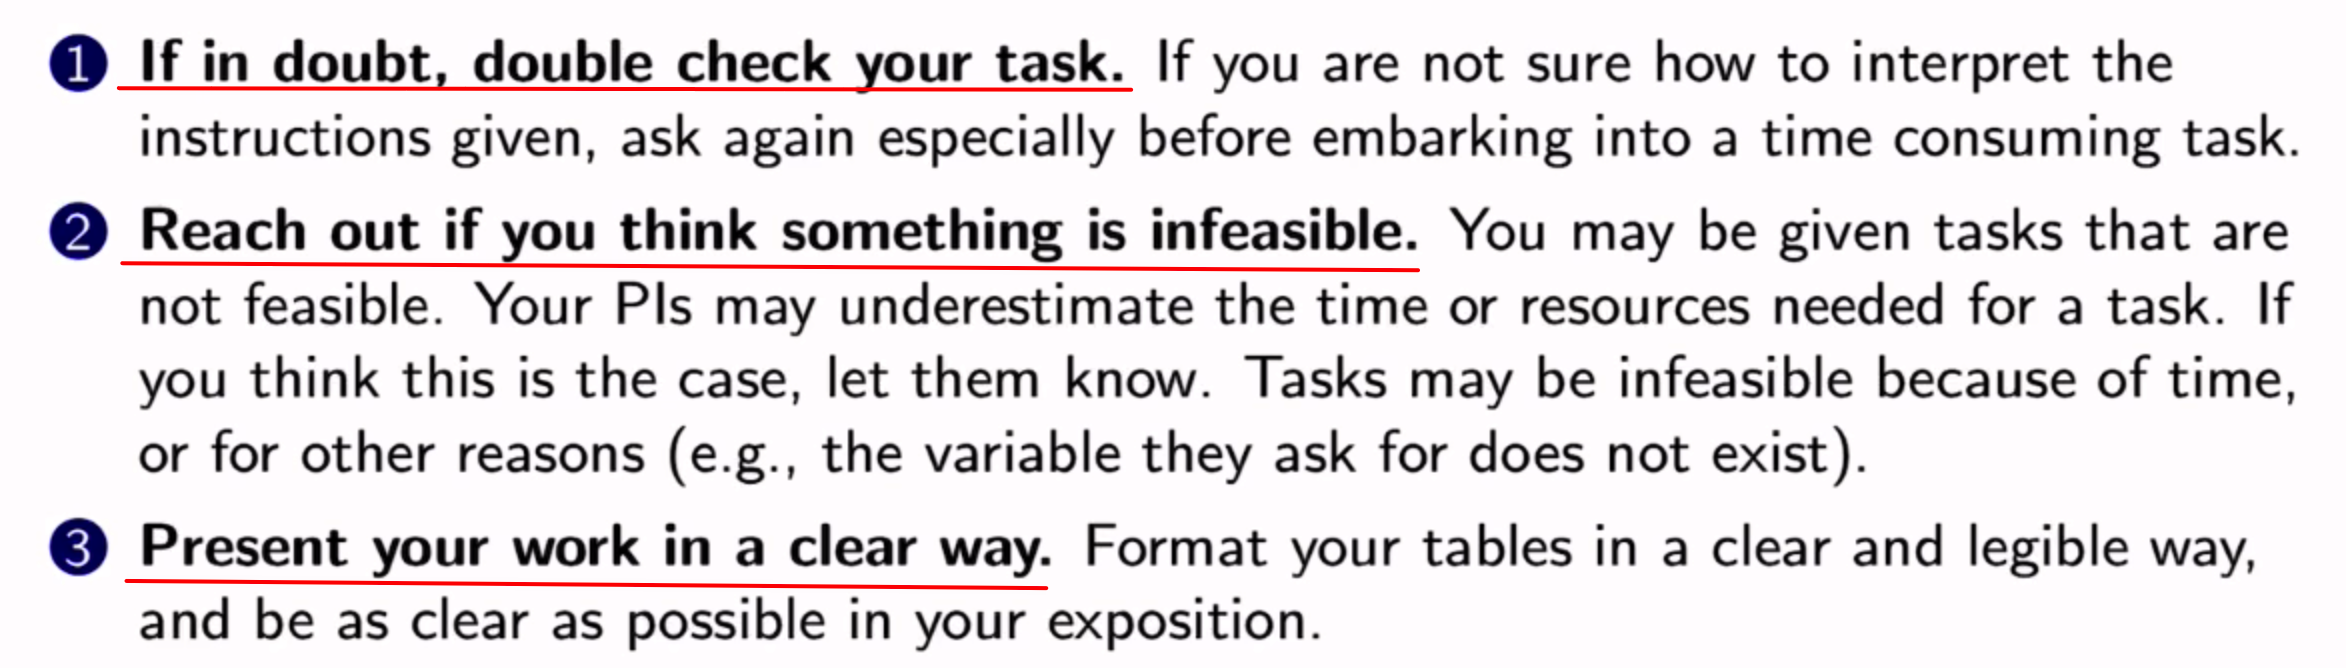 1 If in doubt, double check your task. If you are not sure how to interpret the
instructions given, ask again especially before embarking into a time consuming task.
2 Reach out if you think something is infeasible. You may be given tasks that are
not feasible. Your PIs may underestimate the time or resources needed for a task. If
you think this is the case, let them know. Tasks may be infeasible because of time,
or for other reasons (e.g., the variable they ask for does not exist).
3 Present your work in a clear way. Format your tables in a clear and legible way,
and be as clear as possible in your exposition.